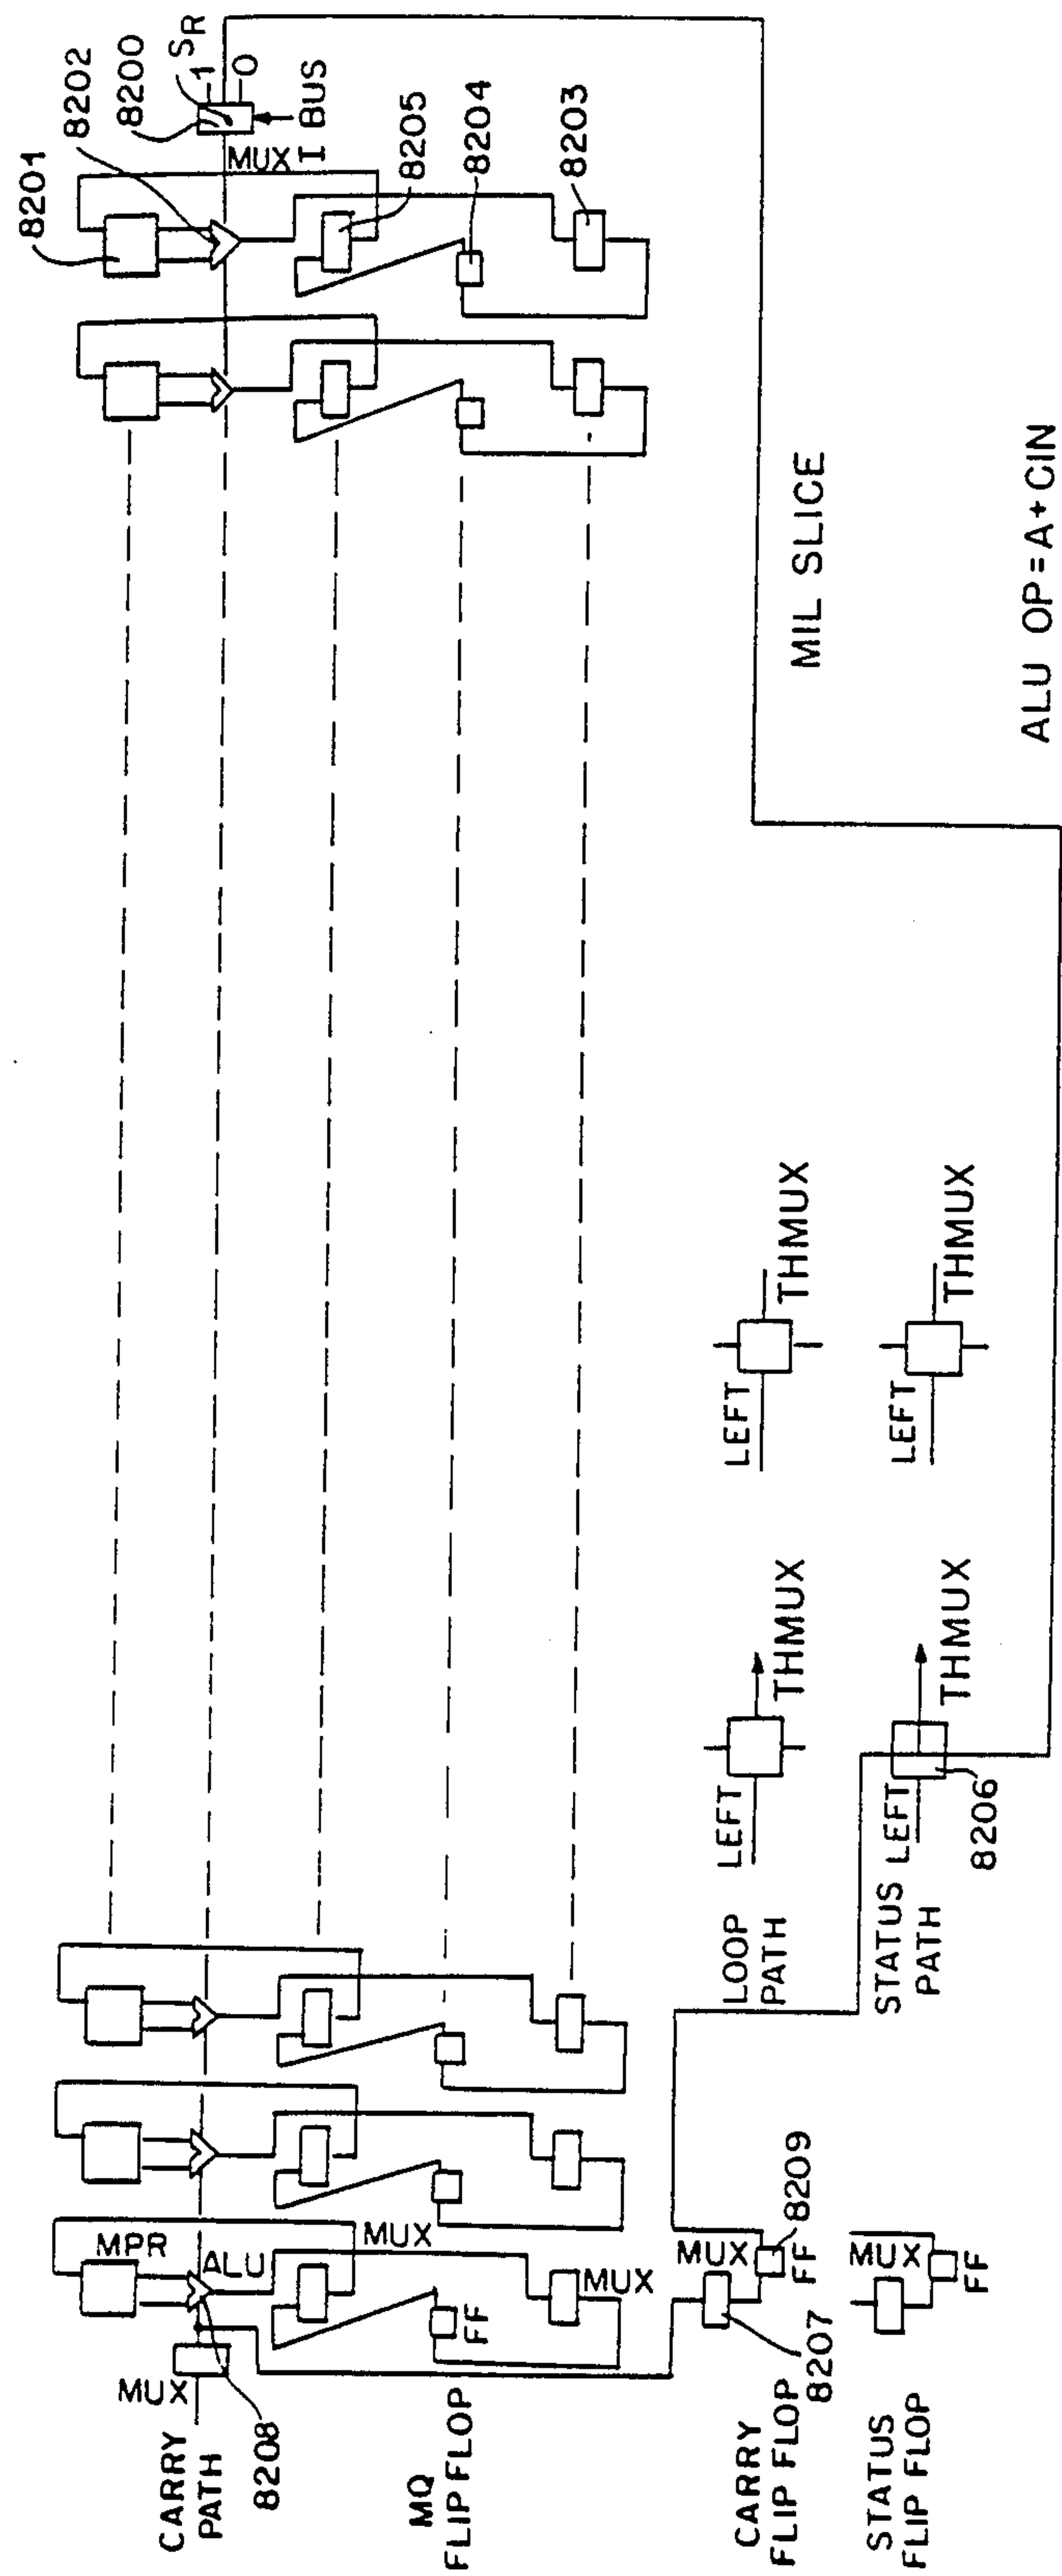 8201
8202
8200
SR
1
0
MUX
I BUS
8205
8204
8203
MPR
ALU
MUX
CARRY
PATH
8208
MUX
MQ
FLIP FLOP
FF
MUX
CARRY
FLIP FLOP
8207
MUX
FF
8209
STATUS
FLIP FLOP
MUX
FF
LOOP
PATH
LEFT
THMUX
LEFT
THMUX
STATUS
PATH
LEFT
THMUX
8206
LEFT
THMUX
MIL SLICE
ALU OP=A+CIN